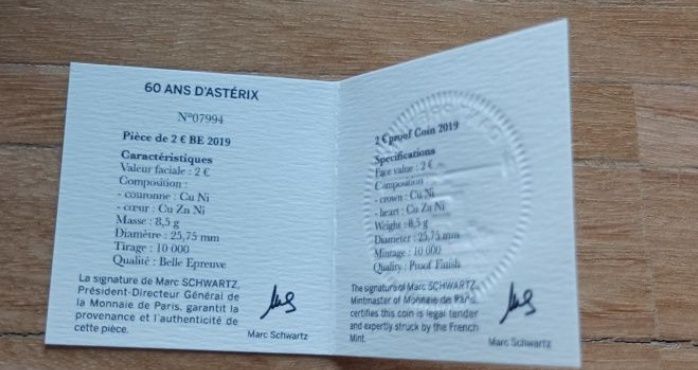 60 ANS D'ASTÉRIX
N°07994
Pièce de 2 € BE 2019
Caractéristiques
Valeur faciale : 2 €
Composition :
- couronne : Cu Ni
- cœur : Cu Zn Ni
Masse : 8,5 g
Diamètre : 25,75 mm
Tirage : 10 000
Qualité : Belle Epreuve
La signature de Marc SCHWARTZ,
Président-Directeur Général de
la Monnaie de Paris, garantit la
provenance et l'authenticité de
cette pièce.
Marc Schwartz
2 € proof Coin 2019
Specifications
Face value : 2 €
Composition :
- crown : Cu Ni
- heart : Cu Zn Ni
Weight : 8,5 g
Diameter : 25,75 mm
Mintage : 10 000
Quality : Proof Finish
The signature of Marc SCHWARTZ,
Mintmaster of Monnaie de Paris,
certifies this coin is legal tender
and expertly struck by the French
Mint.
Marc Schwartz